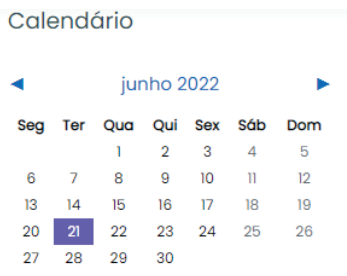 Calendário
◄ junho 2022 ►
Seg Ter Qua Qui Sex Sáb Dom
1 2 3 4 5
6 7 8 9 10 11 12
13 14 15 16 17 18 19
20 21 22 23 24 25 26
27 28 29 30